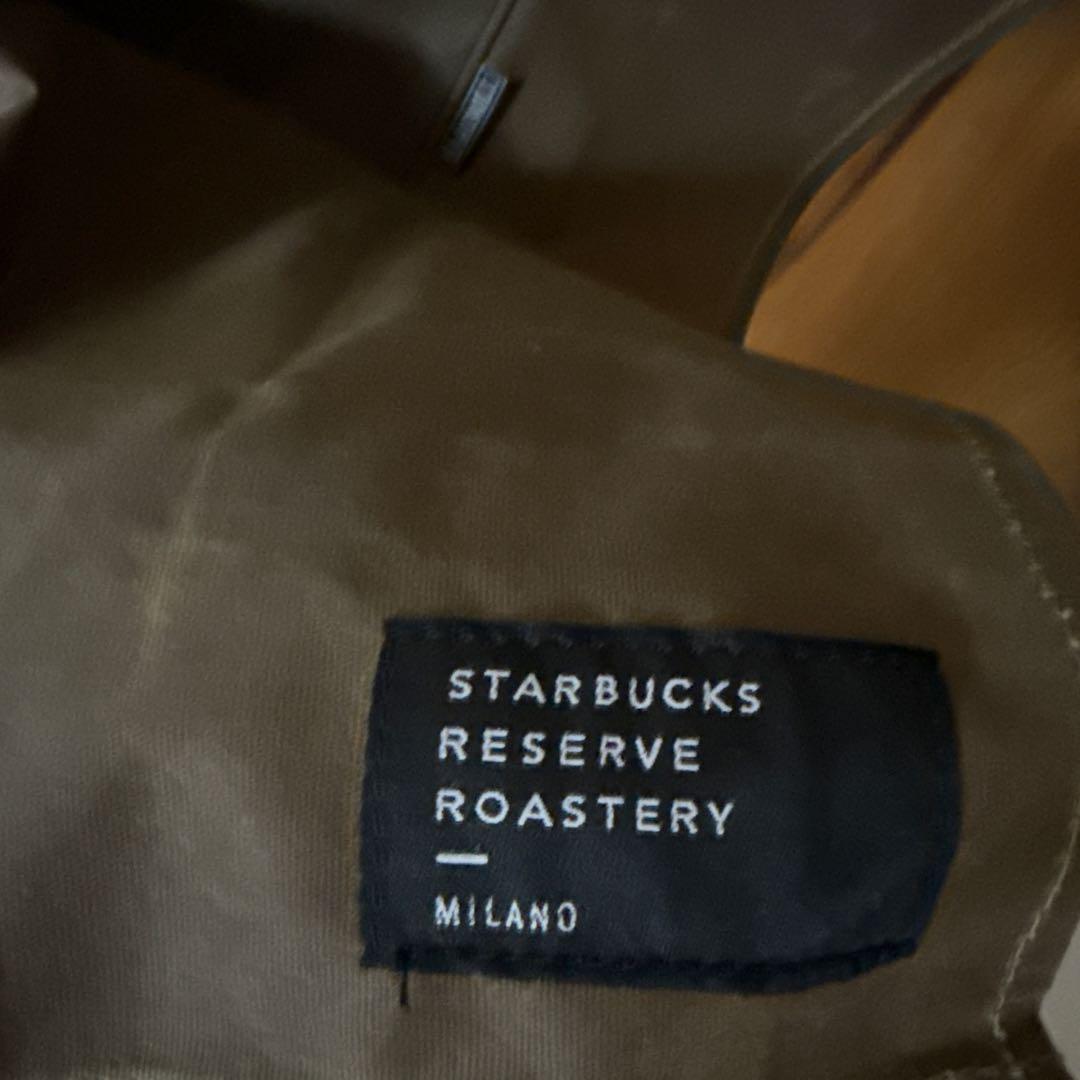 STARBUCKS
RESERVE
ROASTERY
—
MILANO